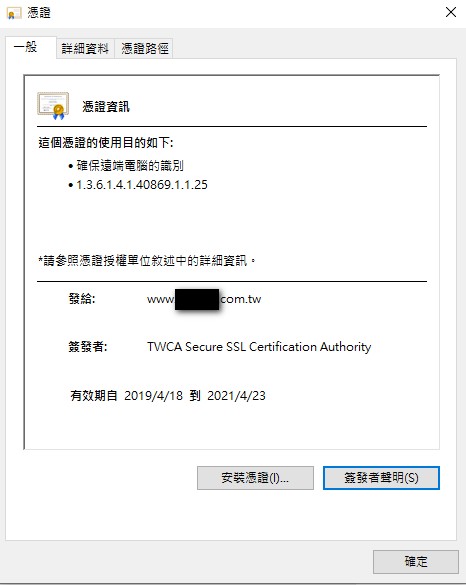 憑證
一般 詳細資料 憑證路徑
憑證資訊
這個憑證的使用目的如下:
• 確保遠端電腦的識別
• 1.3.6.1.4.1.40869.1.1.25
*請參照憑證授權單位敘述中的詳細資訊。
發給: www com.tw
簽發者: TWCA Secure SSL Certification Authority
有效期自 2019/4/18 到 2021/4/23
安裝憑證(I)... 簽發者聲明(S)
確定